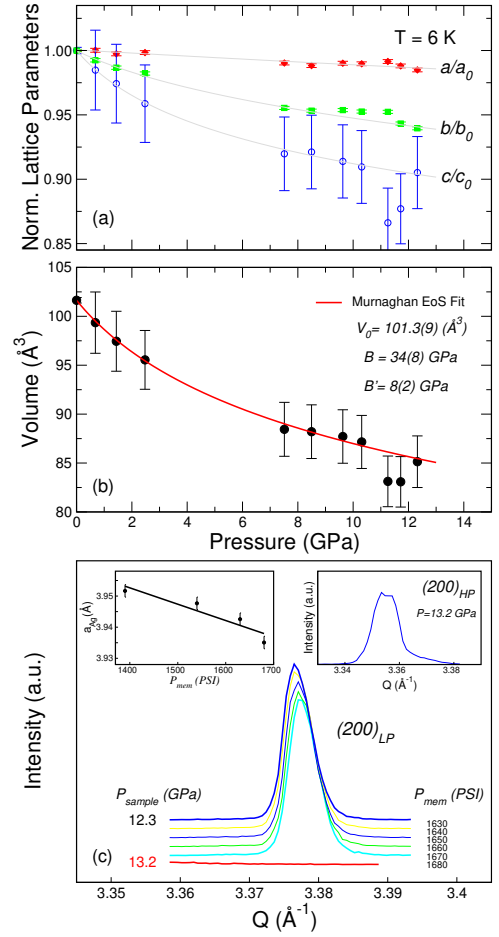 Norm. Lattice Parameters
1.00
0.95
0.90
0.85
T = 6 K
a/a0
b/b0
c/c0
(a)
Volume (Å3)
105
100
95
90
85
80
Murnaghan EoS Fit
V0= 101.3(9) (Å3)
B = 34(8) GPa
B'= 8(2) GPa
(b)
0 2 4 6 8 10 12 14
Pressure (GPa)
Intensity (a.u.)
aAg(Å)
3.95
3.94
3.93
1400 1500 1600 1700
Pmem (PSI)
Intensity (a.u.)
(200)HP
P=13.2 GPa
3.34 3.36 3.38
Q (Å-1)
(200)LP
Psample (GPa)
12.3
13.2
Pmem (PSI)
1630
1640
1650
1660
1670
1680
(c)
3.35 3.36 3.37 3.38 3.39 3.4
Q (Å-1)